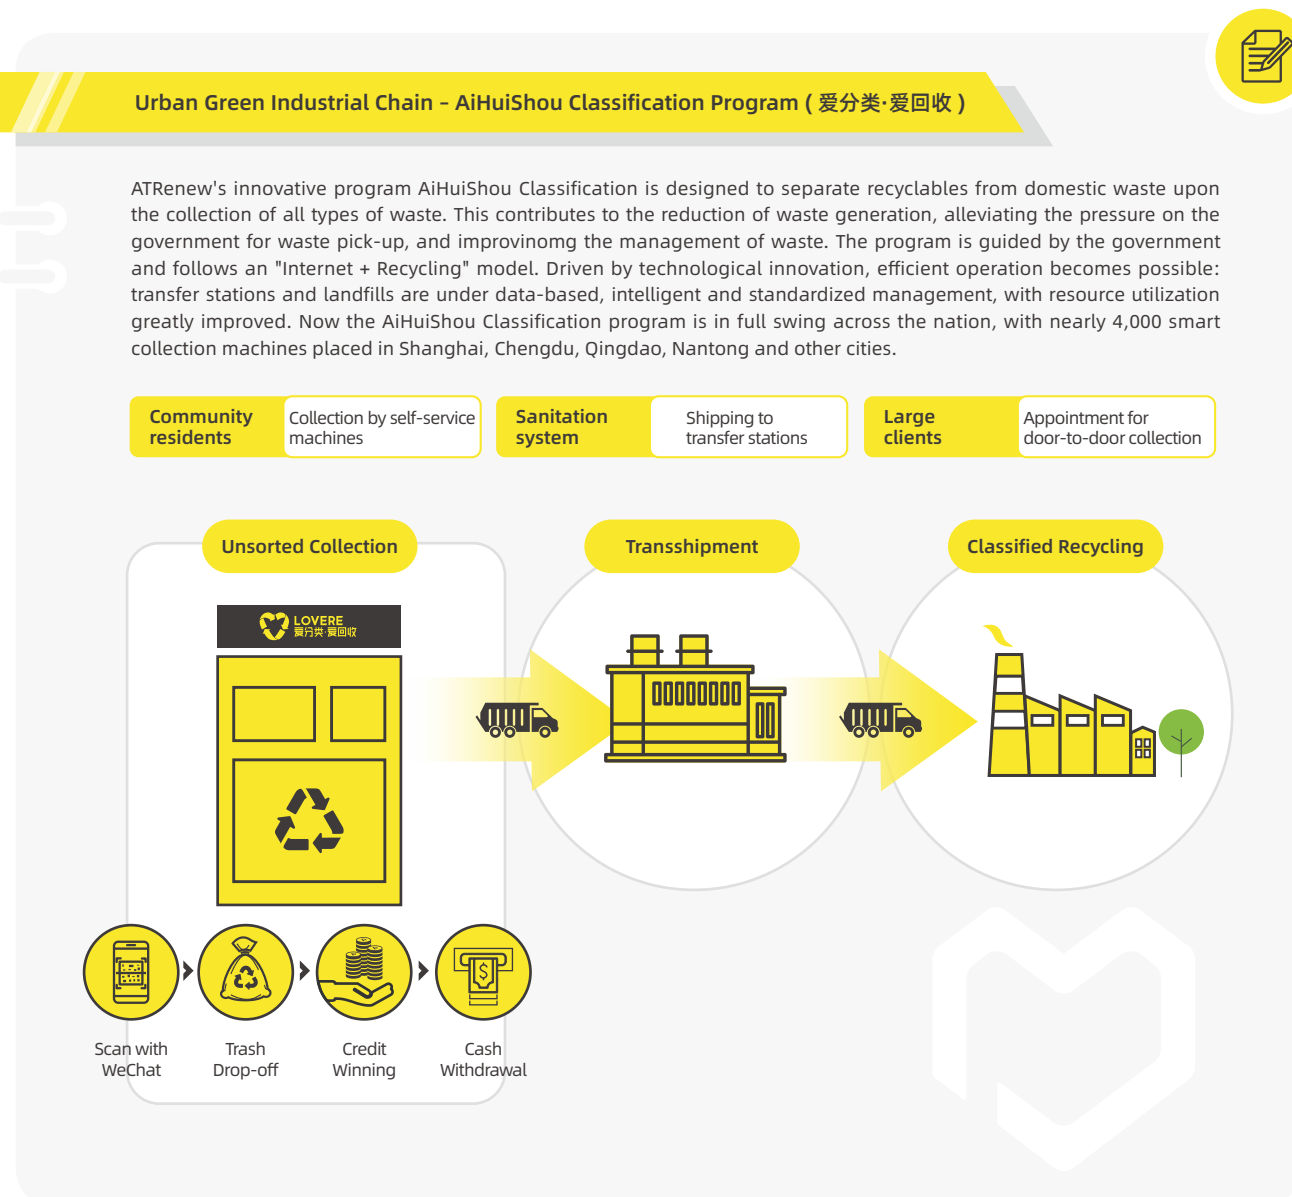 Urban Green Industrial Chain – AiHuiShou Classification Program ( 爱分类·爱回收 )
ATRenew's innovative program AiHuiShou Classification is designed to separate recyclables from domestic waste upon
the collection of all types of waste. This contributes to the reduction of waste generation, alleviating the pressure on the
government for waste pick-up, and improvinomg the management of waste. The program is guided by the government
and follows an "Internet + Recycling" model. Driven by technological innovation, efficient operation becomes possible:
transfer stations and landfills are under data-based, intelligent and standardized management, with resource utilization
greatly improved. Now the AiHuiShou Classification program is in full swing across the nation, with nearly 4,000 smart
collection machines placed in Shanghai, Chengdu, Qingdao, Nantong and other cities.
Community
residents
Collection by self-service
machines
Sanitation
system
Shipping to
transfer stations
Large
clients
Appointment for
door-to-door collection
Unsorted Collection
Transshipment
Classified Recycling
LOVERE
爱分类·爱回收
$
Scan with
WeChat
Trash
Drop-off
Credit
Winning
Cash
Withdrawal